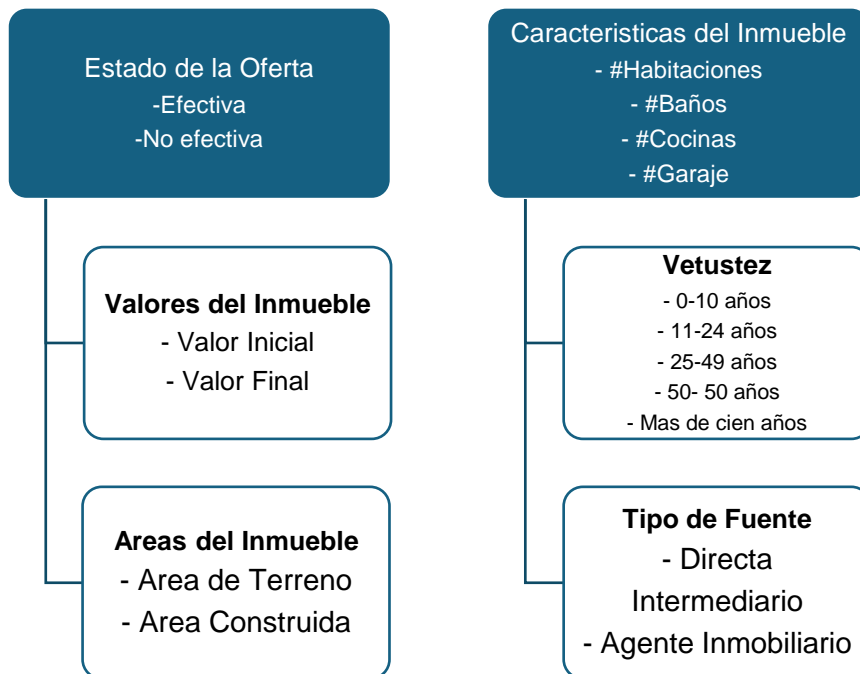 Estado de la Oferta
-Efectiva
-No efectiva
Valores del Inmueble
- Valor Inicial
- Valor Final
Areas del Inmueble
- Area de Terreno
- Area Construida
Caracteristicas del Inmueble
- #Habitaciones
- #Baños
- #Cocinas
- #Garaje
Vetustez
- 0-10 años
- 11-24 años
- 25-49 años
- 50- 50 años
- Mas de cien años
Tipo de Fuente
- Directa
Intermediario
- Agente Inmobiliario